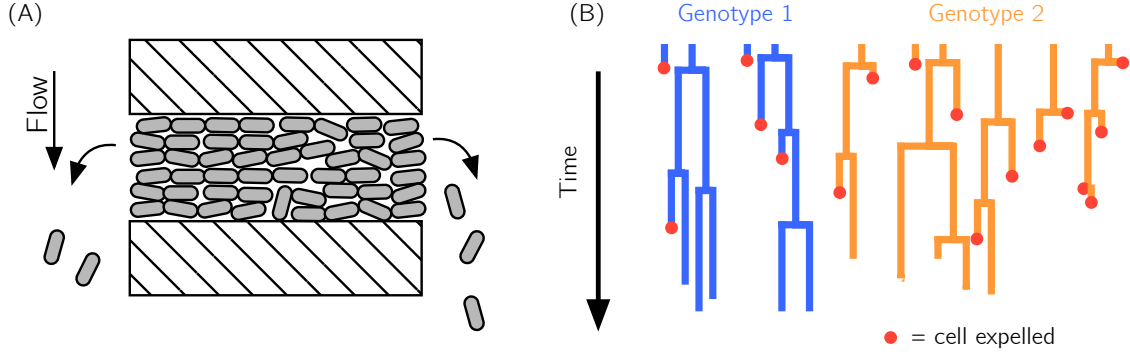 (A)
Flow
(B)
Genotype 1
Genotype 2
Time
= cell expelled